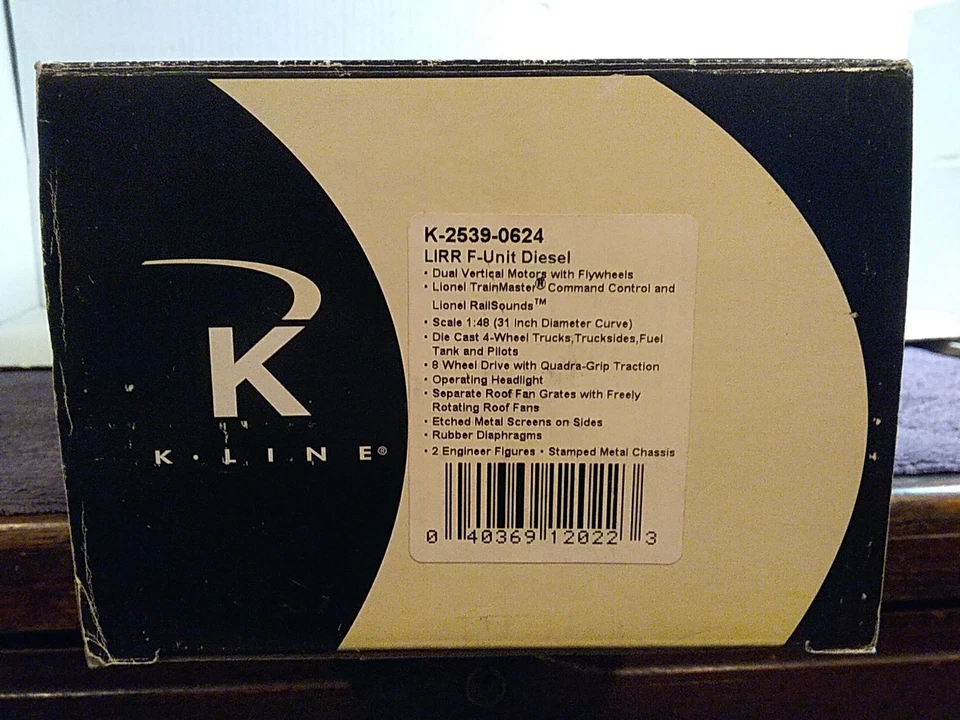 K-2539-0624
LIRR F-Unit Diesel
• Dual Vertical Motors with Flywheels
• Lionel TrainMaster® Command Control and
Lionel RailSounds™
• Scale 1:48 (31 inch Diameter Curve)
• Die Cast 4-Wheel Trucks,Trucksides,Fuel
Tank and Pilots
• 8 Wheel Drive with Quadra-Grip Traction
• Operating Headlight
• Separate Roof Fan Grates with Freely
Rotating Roof Fans
• Etched Metal Screens on Sides
• Rubber Diaphragms
• 2 Engineer Figures • Stamped Metal Chassis
0 40369 12022 3
K
K·LINE®